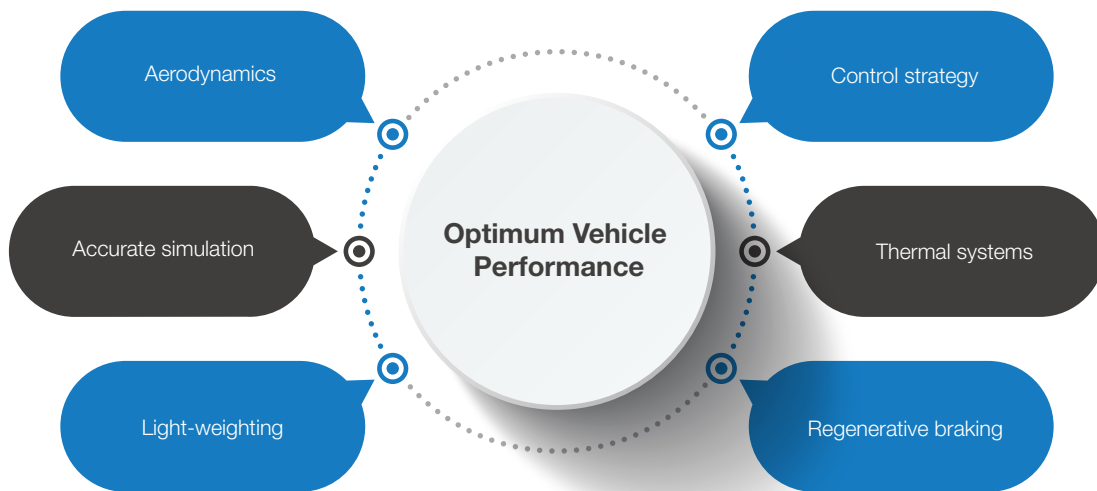 Aerodynamics
Control strategy
Accurate simulation
Optimum Vehicle
Performance
Thermal systems
Light-weighting
Regenerative braking